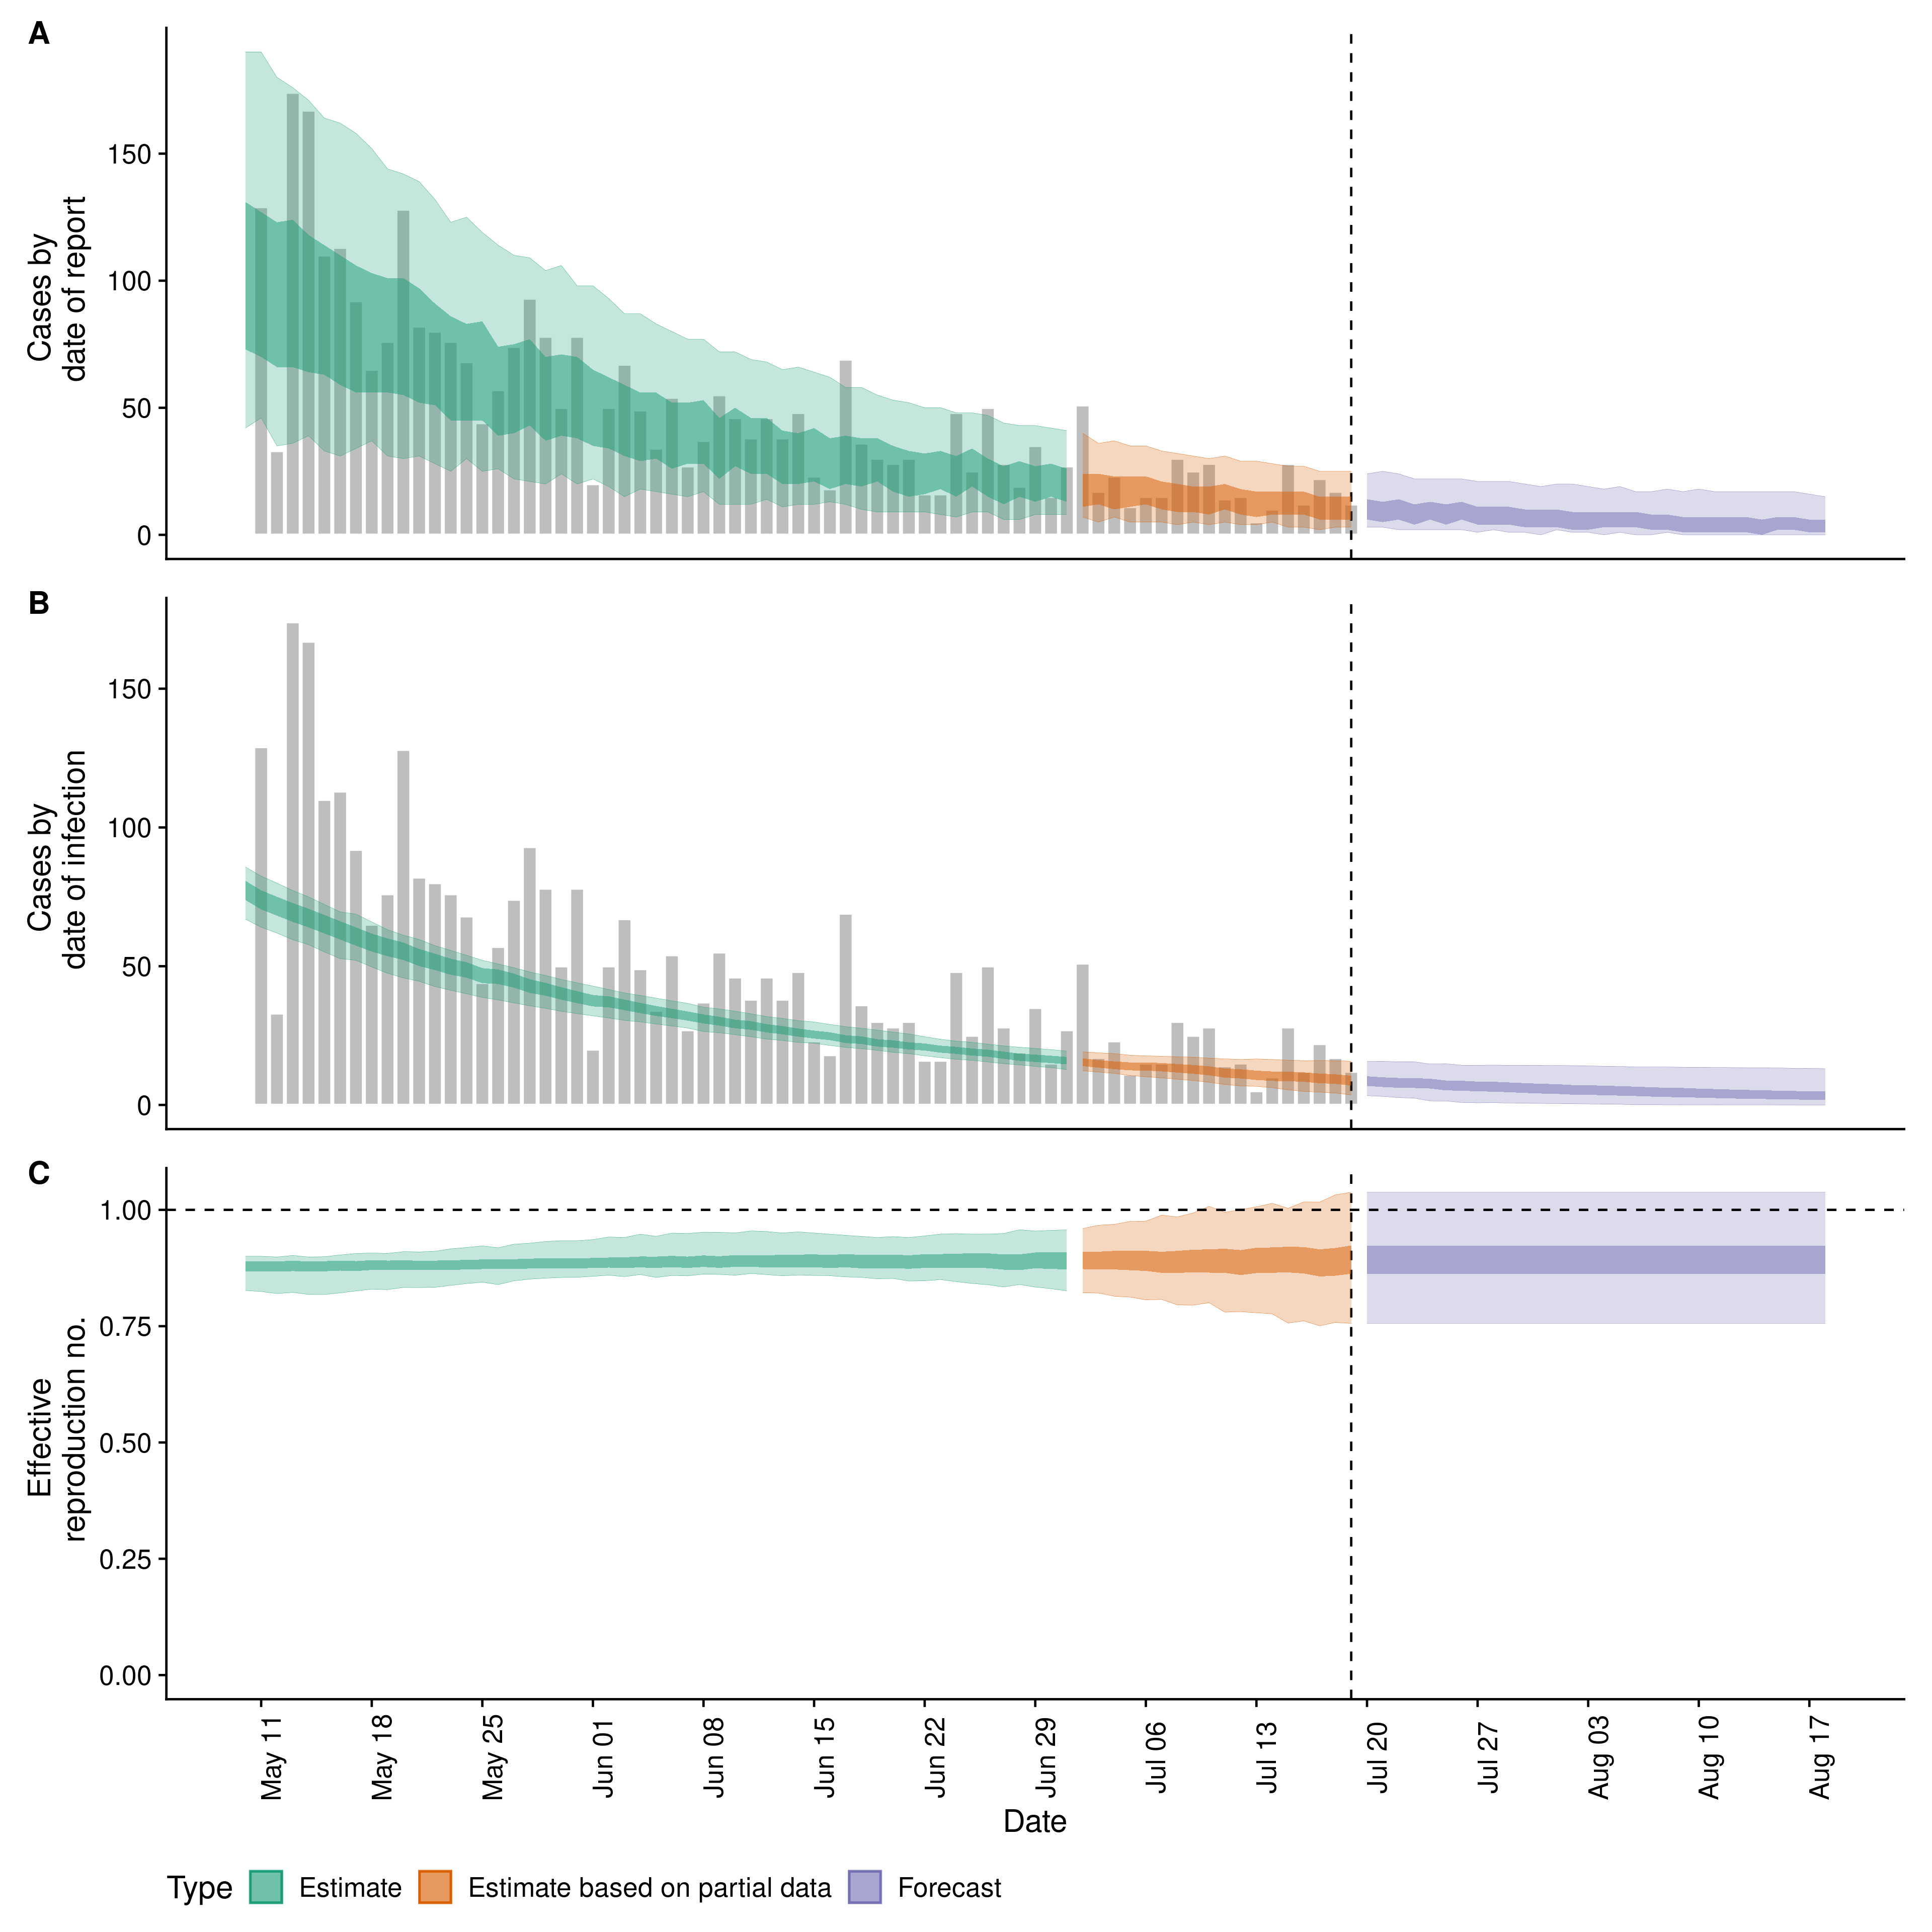 A
Cases by
date of report
150
100
50
0
B
Cases by
date of infection
150
100
50
0
C
Effective
reproduction no.
1.00
0.75
0.50
0.25
0.00
May 11
May 18
May 25
Jun 01
Jun 08
Jun 15
Jun 22
Jun 29
Jul 06
Jul 13
Jul 20
Jul 27
Aug 03
Aug 10
Aug 17
Date
Type Estimate Estimate based on partial data Forecast